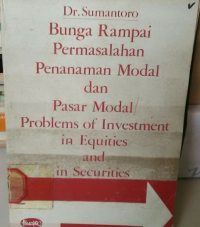 Dr. Sumantoro
Bunga Rampai
Permasalahan
Penanaman Modal
dan
Pasar Modal
Problems of Investment
in Equities
and
in Securities